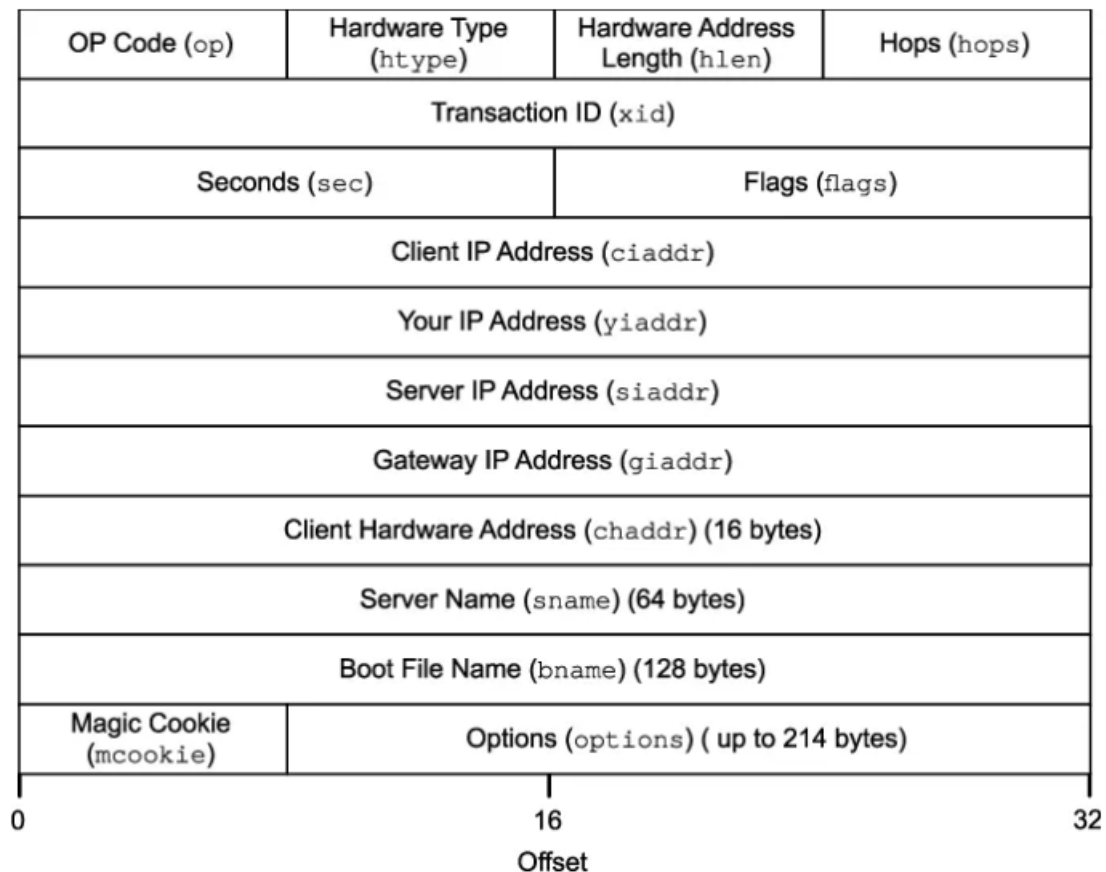 OP Code (op)
Hardware Type
(htype)
Hardware Address
Length (hlen)
Hops (hops)
Transaction ID (xid)
Seconds (sec)
Flags (flags)
Client IP Address (ciaddr)
Your IP Address (yiaddr)
Server IP Address (siaddr)
Gateway IP Address (giaddr)
Client Hardware Address (chaddr) (16 bytes)
Server Name (sname) (64 bytes)
Boot File Name (bname) (128 bytes)
Magic Cookie
(mcookie)
Options (options) ( up to 214 bytes)
0
16
32
Offset